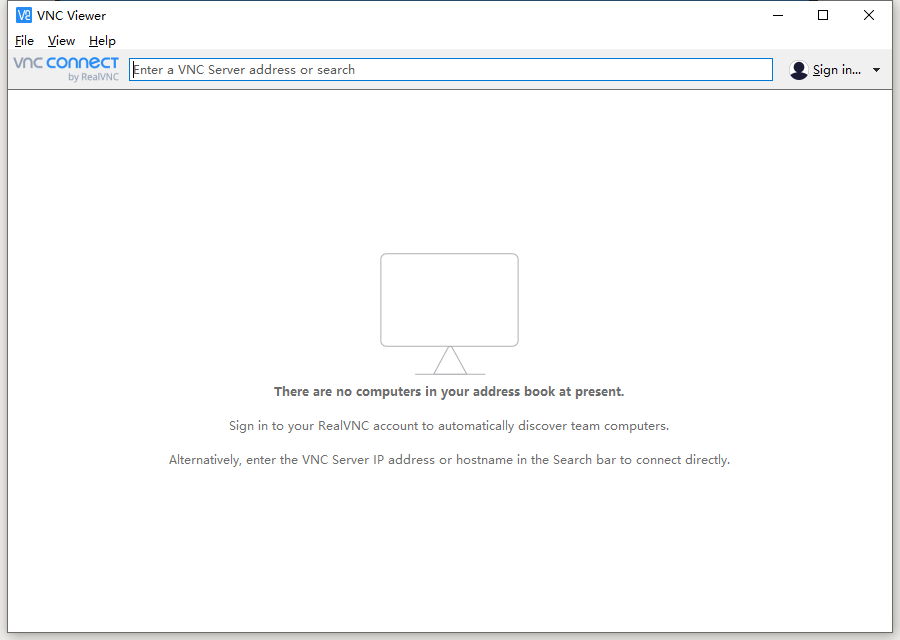 VNC Viewer
File View Help
vnc connect
by RealVNC
Enter a VNC Server address or search
Sign in...
There are no computers in your address book at present.
Sign in to your RealVNC account to automatically discover team computers.
Alternatively, enter the VNC Server IP address or hostname in the Search bar to connect directly.